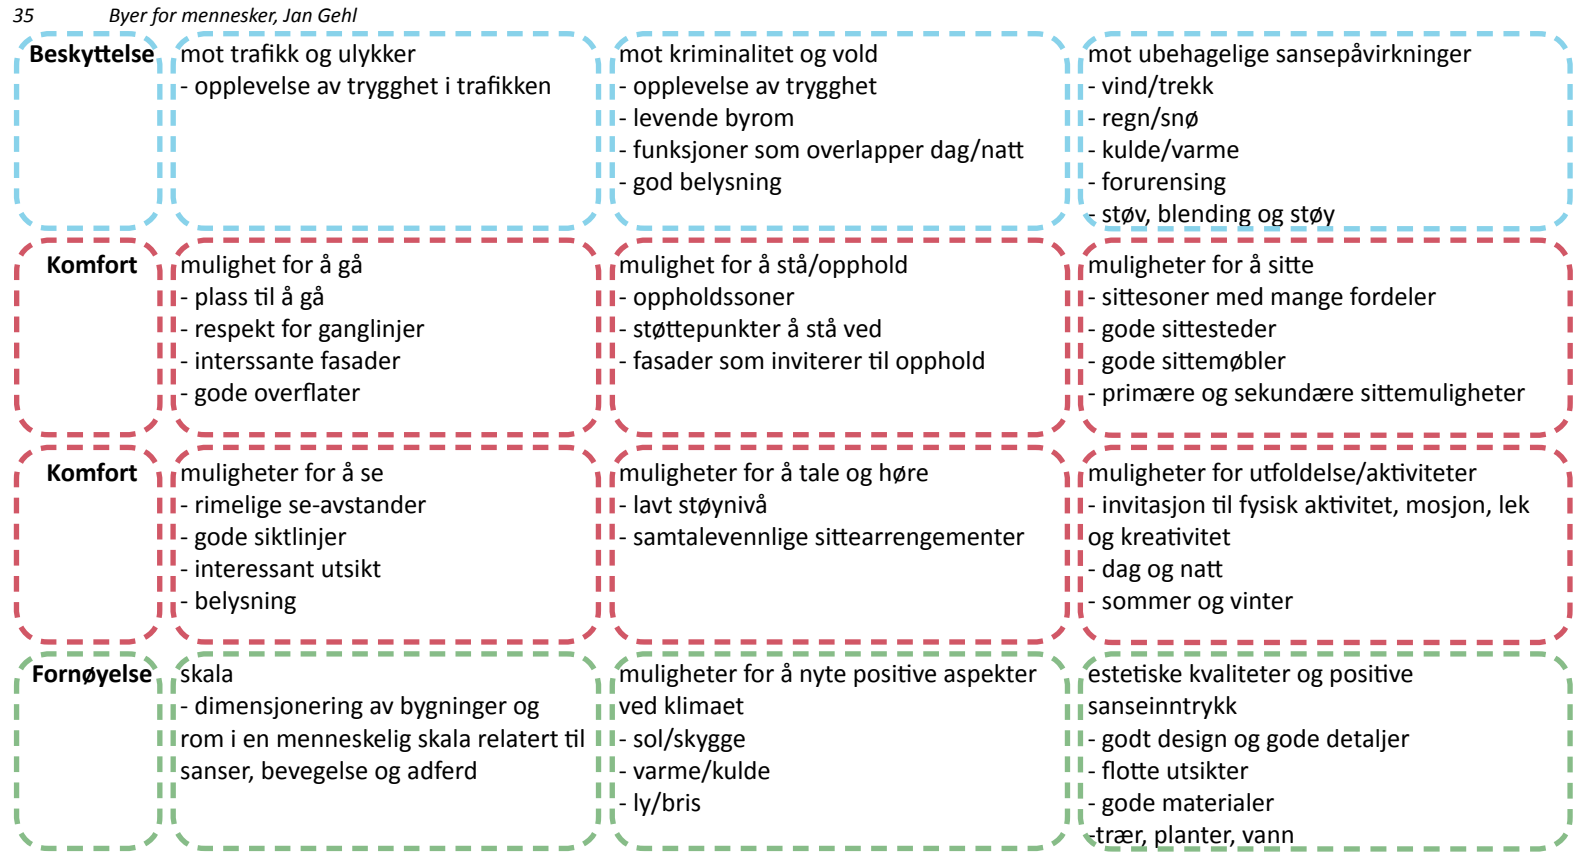 35 Byer for mennesker, Jan Gehl
Beskyttelse
mot trafikk og ulykker
- opplevelse av trygghet i trafikken
mot kriminalitet og vold
- opplevelse av trygghet
- levende byrom
- funksjoner som overlapper dag/natt
- god belysning
mot ubehagelige sansepåvirkninger
- vind/trekk
- regn/snø
- kulde/varme
- forurensing
- støv, blending og støy
Komfort
mulighet for å gå
- plass til å gå
- respekt for ganglinjer
- interssante fasader
- gode overflater
mulighet for å stå/opphold
- oppholdssoner
- støttepunkter å stå ved
- fasader som inviterer til opphold
muligheter for å sitte
- sittesoner med mange fordeler
- gode sittesteder
- gode sittemøbler
- primære og sekundære sittemuligheter
Komfort
muligheter for å se
- rimelige se-avstander
- gode siktlinjer
- interessant utsikt
- belysning
muligheter for å tale og høre
- lavt støynivå
- samtalevennlige sittearrengementer
muligheter for utfoldelse/aktiviteter
- invitasjon til fysisk aktivitet, mosjon, lek
og kreativitet
- dag og natt
- sommer og vinter
Fornøyelse
skala
- dimensjonering av bygninger og
rom i en menneskelig skala relatert til
sanser, bevegelse og adferd
muligheter for å nyte positive aspekter
ved klimaet
- sol/skygge
- varme/kulde
- ly/bris
estetiske kvaliteter og positive
sanseinntrykk
- godt design og gode detaljer
- flotte utsikter
- gode materialer
-trær, planter, vann